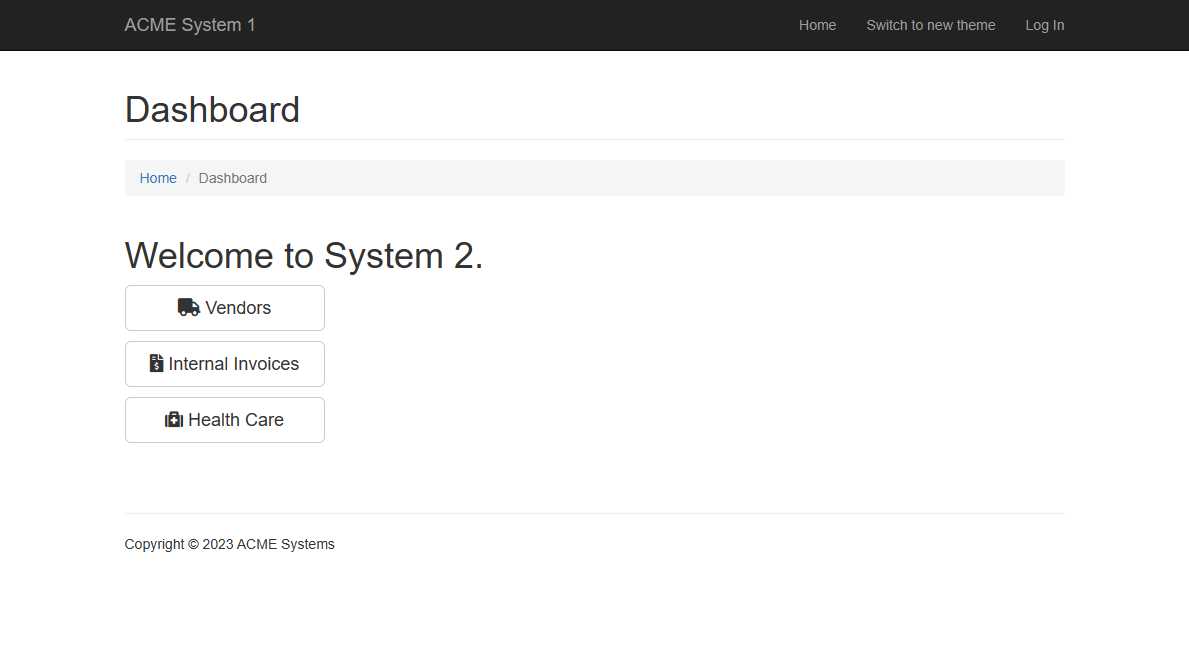 ACME System 1 Home Switch to new theme Log In
Dashboard
Home / Dashboard
Welcome to System 2.
Vendors
Internal Invoices
Health Care
Copyright © 2023 ACME Systems